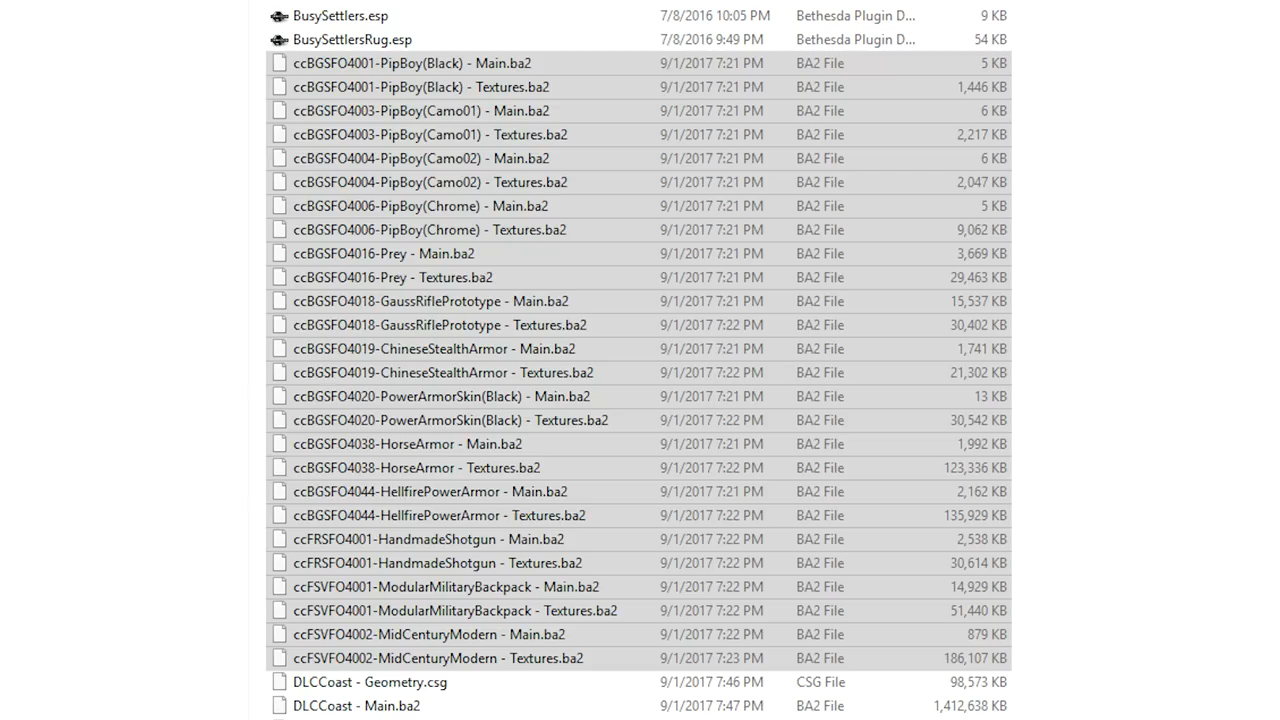 BusySettlers.esp 7/8/2016 10:05 PM Bethesda Plugin D... 9 KB
BusySettlersRug.esp 7/8/2016 9:49 PM Bethesda Plugin D... 54 KB
ccBGSFO4001-PipBoy(Black) - Main.ba2 9/1/2017 7:21 PM BA2 File 5 KB
ccBGSFO4001-PipBoy(Black) - Textures.ba2 9/1/2017 7:21 PM BA2 File 1,446 KB
ccBGSFO4003-PipBoy(Camo01) - Main.ba2 9/1/2017 7:21 PM BA2 File 6 KB
ccBGSFO4003-PipBoy(Camo01) - Textures.ba2 9/1/2017 7:21 PM BA2 File 2,217 KB
ccBGSFO4004-PipBoy(Camo02) - Main.ba2 9/1/2017 7:21 PM BA2 File 6 KB
ccBGSFO4004-PipBoy(Camo02) - Textures.ba2 9/1/2017 7:21 PM BA2 File 2,047 KB
ccBGSFO4006-PipBoy(Chrome) - Main.ba2 9/1/2017 7:21 PM BA2 File 5 KB
ccBGSFO4006-PipBoy(Chrome) - Textures.ba2 9/1/2017 7:21 PM BA2 File 9,062 KB
ccBGSFO4016-Prey - Main.ba2 9/1/2017 7:21 PM BA2 File 3,669 KB
ccBGSFO4016-Prey - Textures.ba2 9/1/2017 7:21 PM BA2 File 29,463 KB
ccBGSFO4018-GaussRiflePrototype - Main.ba2 9/1/2017 7:21 PM BA2 File 15,537 KB
ccBGSFO4018-GaussRiflePrototype - Textures.ba2 9/1/2017 7:22 PM BA2 File 30,402 KB
ccBGSFO4019-ChineseStealthArmor - Main.ba2 9/1/2017 7:21 PM BA2 File 1,741 KB
ccBGSFO4019-ChineseStealthArmor - Textures.ba2 9/1/2017 7:22 PM BA2 File 21,302 KB
ccBGSFO4020-PowerArmorSkin(Black) - Main.ba2 9/1/2017 7:21 PM BA2 File 13 KB
ccBGSFO4020-PowerArmorSkin(Black) - Textures.ba2 9/1/2017 7:22 PM BA2 File 30,542 KB
ccBGSFO4038-HorseArmor - Main.ba2 9/1/2017 7:21 PM BA2 File 1,992 KB
ccBGSFO4038-HorseArmor - Textures.ba2 9/1/2017 7:22 PM BA2 File 123,336 KB
ccBGSFO4044-HellfirePowerArmor - Main.ba2 9/1/2017 7:21 PM BA2 File 2,162 KB
ccBGSFO4044-HellfirePowerArmor - Textures.ba2 9/1/2017 7:22 PM BA2 File 135,929 KB
ccFRSFO4001-HandmadeShotgun - Main.ba2 9/1/2017 7:22 PM BA2 File 2,538 KB
ccFRSFO4001-HandmadeShotgun - Textures.ba2 9/1/2017 7:22 PM BA2 File 30,614 KB
ccFSVFO4001-ModularMilitaryBackpack - Main.ba2 9/1/2017 7:22 PM BA2 File 14,929 KB
ccFSVFO4001-ModularMilitaryBackpack - Textures.ba2 9/1/2017 7:22 PM BA2 File 51,440 KB
ccFSVFO4002-MidCenturyModern - Main.ba2 9/1/2017 7:22 PM BA2 File 879 KB
ccFSVFO4002-MidCenturyModern - Textures.ba2 9/1/2017 7:23 PM BA2 File 186,107 KB
DLCCoast - Geometry.csg 9/1/2017 7:46 PM CSG File 98,573 KB
DLCCoast - Main.ba2 9/1/2017 7:47 PM BA2 File 1,412,638 KB